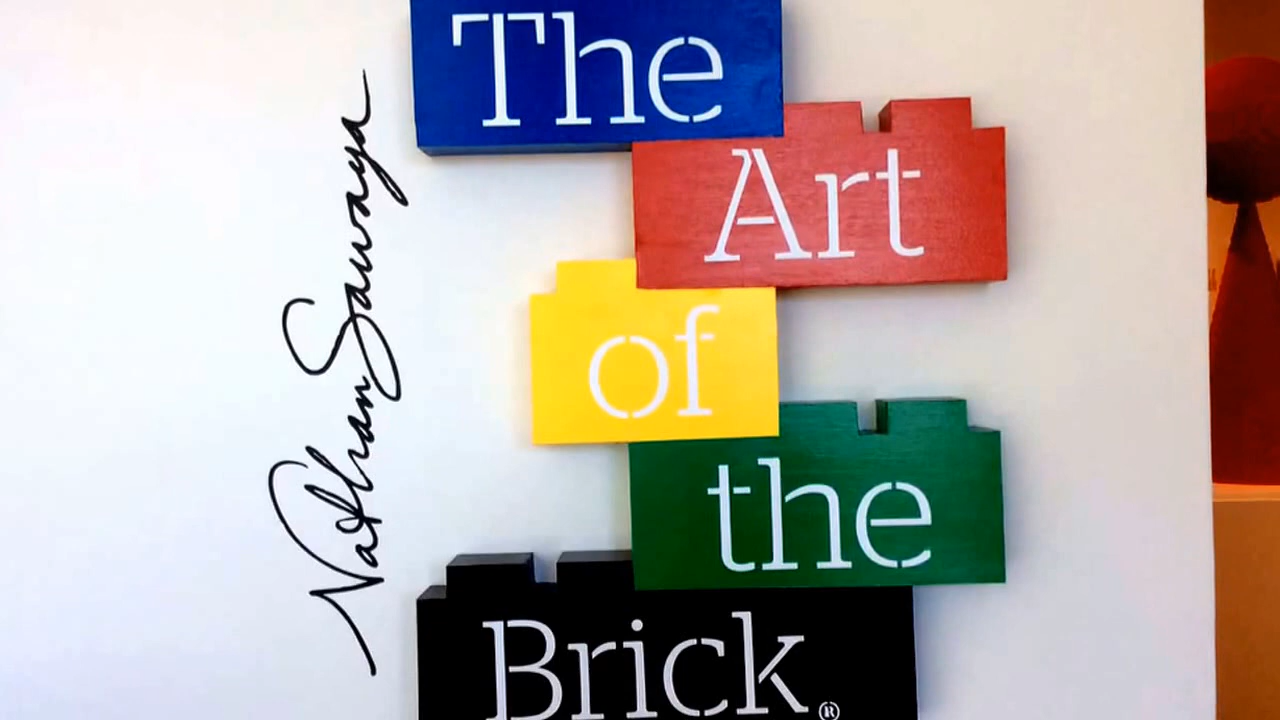 The
Art
of
the
Brick®
Nathan Sawaya